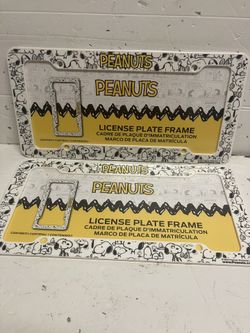 PEANUTS
PEANUTS
LICENSE PLATE FRAME
CADRE DE PLAQUE D'IMMATRICULATION
MARCO DE PLACA DE MATRÍCULA
PEANUTS
PEANUTS
LICENSE PLATE FRAME
CADRE DE PLAQUE D'IMMATRICULATION
MARCO DE PLACA DE MATRÍCULA